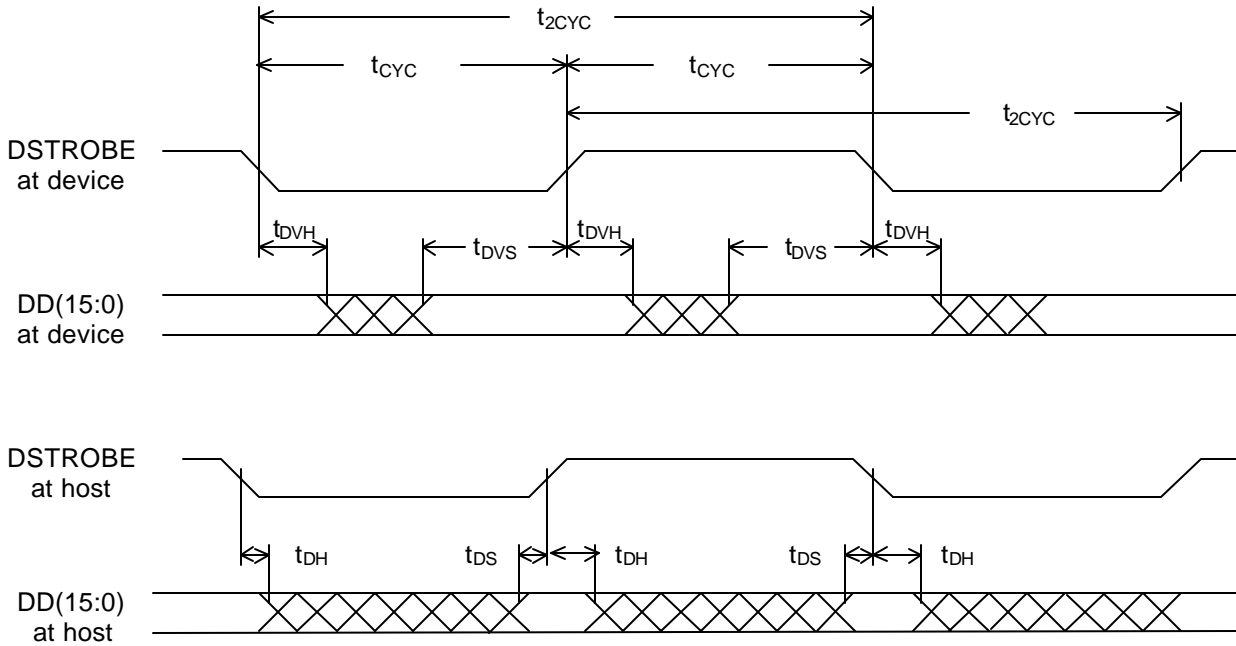 t2CYC
tCYC tCYC
t2CYC
DSTROBE
at device
tDVH tDVS tDVH tDVS tDVH
DD(15:0)
at device
DSTROBE
at host
tDH tDS tDH tDS tDH
DD(15:0)
at host